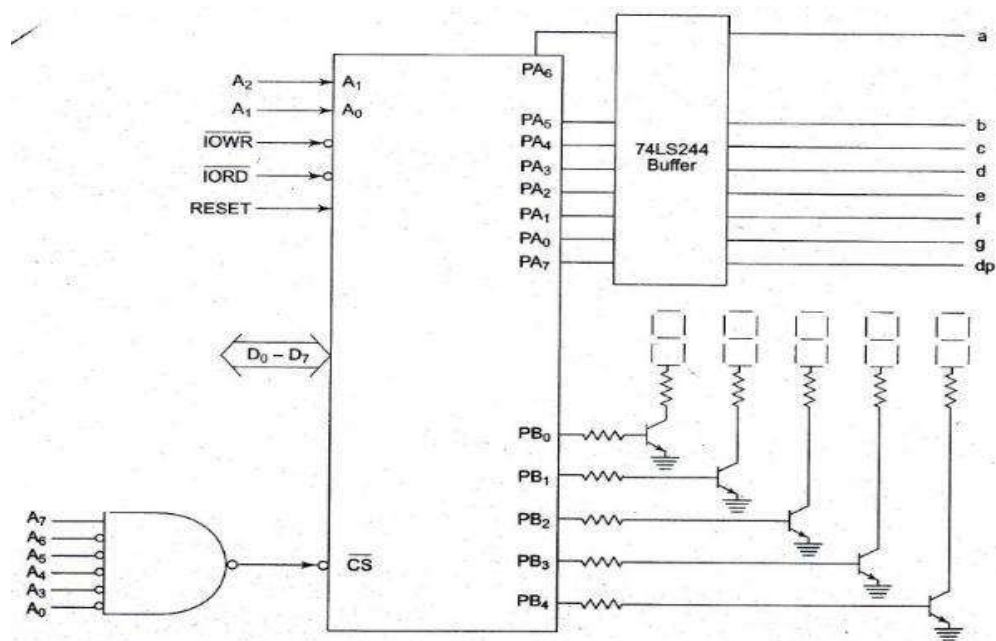 PA₆
a
A₂
A₁
A₁
A₀
IOWR
IORD
RESET
PA₅
PA₄
PA₃
PA₂
PA₁
PA₀
PA₇
74LS244
Buffer
b
c
d
e
f
g
dp
D₀ – D₇
PB₀
PB₁
PB₂
PB₃
PB₄
A₇
A₆
A₅
A₄
A₃
A₀
CS